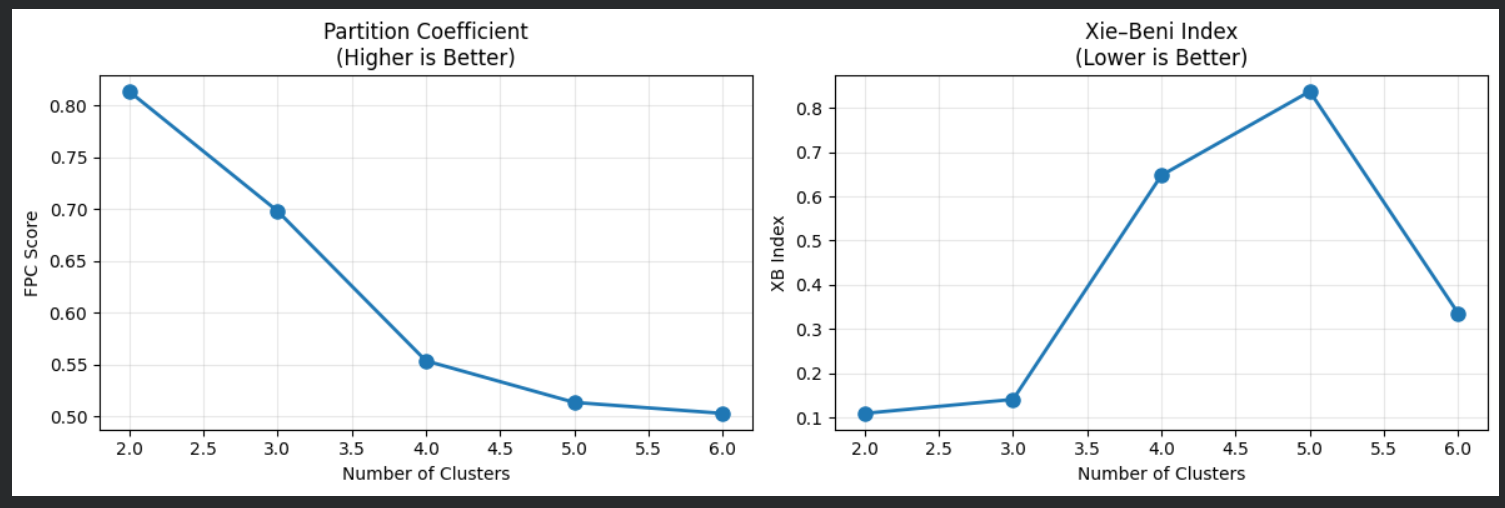 Partition Coefficient
(Higher is Better)
FPC Score
0.80
0.75
0.70
0.65
0.60
0.55
0.50
2.0 2.5 3.0 3.5 4.0 4.5 5.0 5.5 6.0
Number of Clusters
Xie–Beni Index
(Lower is Better)
XB Index
0.8
0.7
0.6
0.5
0.4
0.3
0.2
0.1
2.0 2.5 3.0 3.5 4.0 4.5 5.0 5.5 6.0
Number of Clusters